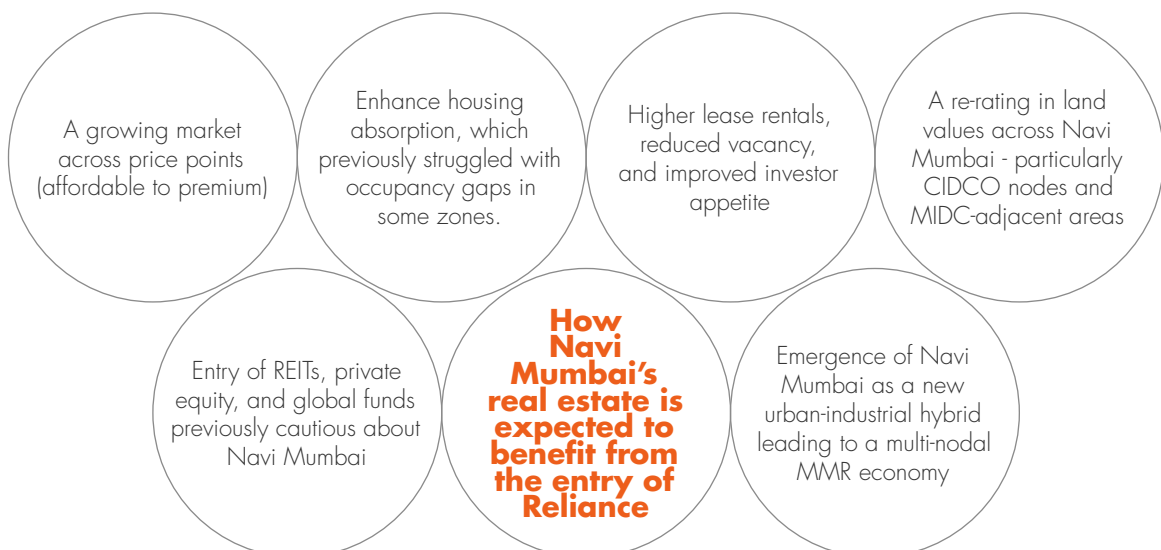 A growing market
across price points
(affordable to premium)
Enhance housing
absorption, which
previously struggled with
occupancy gaps in
some zones.
Higher lease rentals,
reduced vacancy,
and improved investor
appetite
A re-rating in land
values across Navi
Mumbai - particularly
CIDCO nodes and
MIDC-adjacent areas
Entry of REITs, private
equity, and global funds
previously cautious about
Navi Mumbai
How
Navi
Mumbai’s
real estate is
expected to
benefit from
the entry of
Reliance
Emergence of Navi
Mumbai as a new
urban-industrial hybrid
leading to a multi-nodal
MMR economy